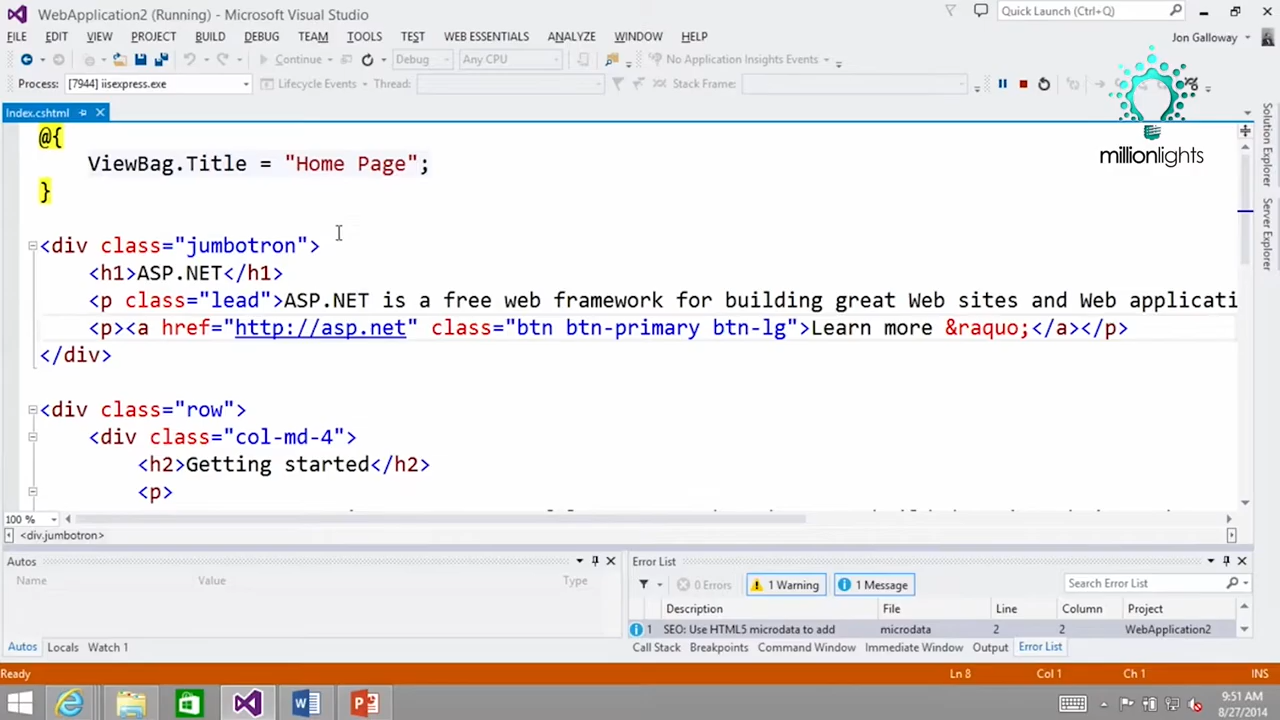 WebApplication2 (Running) - Microsoft Visual Studio
Quick Launch (Ctrl+Q)
FILE EDIT VIEW PROJECT BUILD DEBUG TEAM TOOLS TEST WEB ESSENTIALS ANALYZE WINDOW HELP
Jon Galloway
Continue Debug Any CPU No Application Insights Events
Process: [7944] iisexpress.exe Lifecycle Events Thread: Stack Frame:
Index.cshtml
millionlights
Solution Explorer
Server Explorer
@{
ViewBag.Title = "Home Page";
}
<div class="jumbotron">
<h1>ASP.NET</h1>
<p class="lead">ASP.NET is a free web framework for building great Web sites and Web applicati
<p><a href="http://asp.net" class="btn btn-primary btn-lg">Learn more &raquo;</a></p>
</div>
<div class="row">
<div class="col-md-4">
<h2>Getting started</h2>
<p>
100 %
<div.jumbotron>
Autos
Name Value Type
Autos Locals Watch 1
Error List
0 Errors 1 Warning 1 Message Search Error List
Description File Line Column Project
1 SEO: Use HTML5 microdata to add microdata 2 2 WebApplication2
Call Stack Breakpoints Command Window Immediate Window Output Error List
Ready Ln 8 Col 1 Ch 1 INS
9:51 AM
8/27/2014